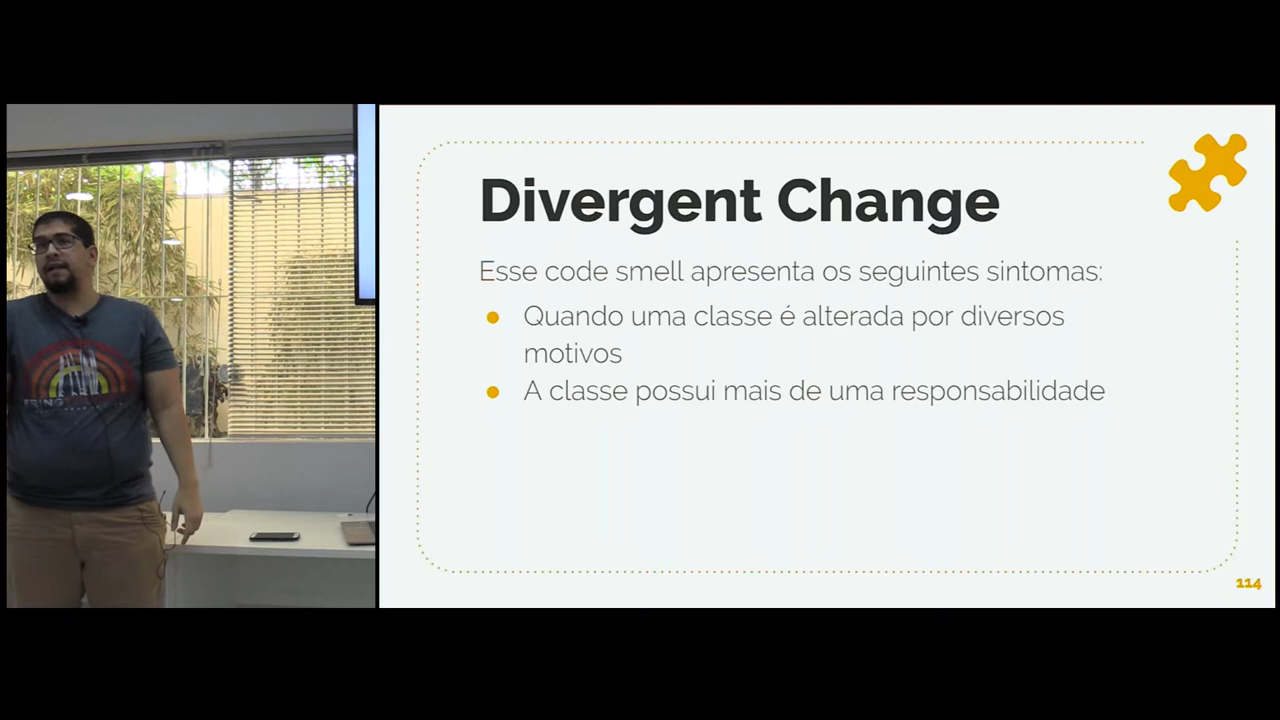 Divergent Change
Esse code smell apresenta os seguintes sintomas:
● Quando uma classe é alterada por diversos
motivos
● A classe possui mais de uma responsabilidade
114